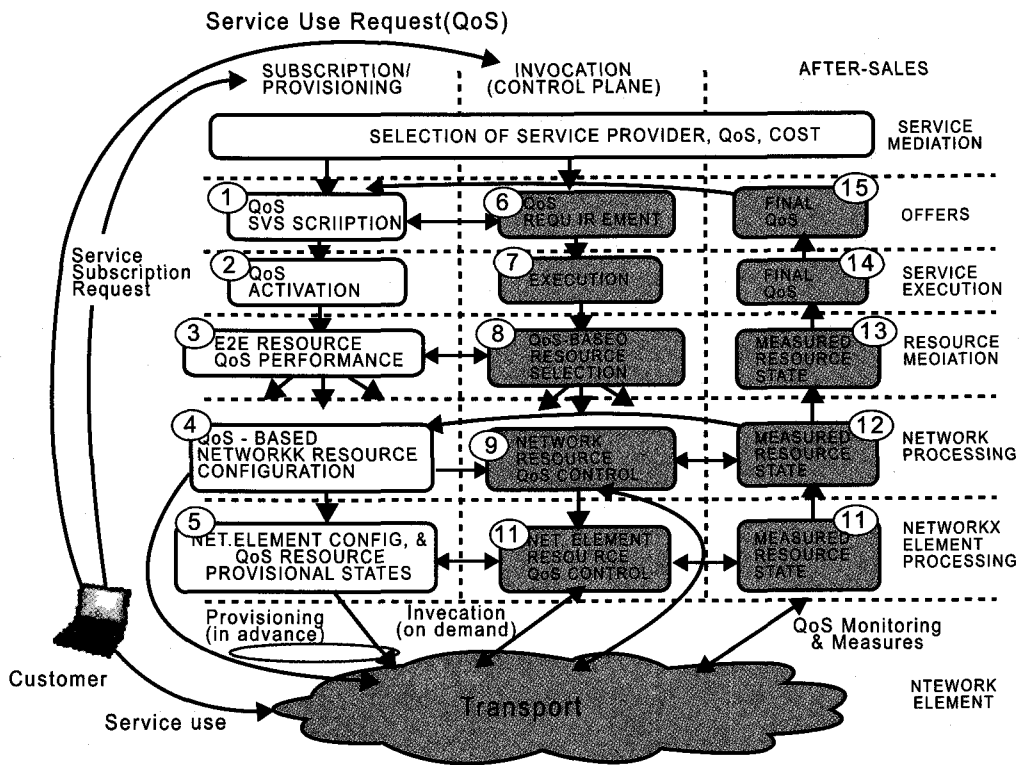 Service Use Request(QoS)
SUBSCRIPTION/
PROVISIONING
INVOCATION
(CONTROL PLANE)
AFTER-SALES
SELECTION OF SERVICE PROVIDER, QoS, COST
SERVICE
MEDIATION
1
QoS
SVS SCRIIPTION
6
QoS
REQU IR EMENT
15
FINAL
QoS
OFFERS
Service
Subscription
Request
2
QoS
ACTIVATION
7
EXECUTION
14
FINAL
QoS
SERVICE
EXECUTION
3
E2E RESOURCE
QoS PERFORMANCE
8
QoS-BASED
RESOURCE
SELECTION
13
MEASURED
RESOURCE
STATE
RESOURCE
MEOIATION
4
QoS - BASED
NETWORKK RESOURCE
CONFIGURATION
9
NETWORK
RESOURCE
QoS CONTROL
12
MEASURED
RESOURCE
STATE
NETWORK
PROCESSING
5
NET.ELEMENT CONFIG, &
QoS RESOURCE
PROVISIONAL STATES
11
NET. ELEMENT
RESOU RCE
QoS CONTROL
11
MEASURED
RESOURCE
STATE
NETWORKX
ELEMENT
PROCESSING
Provisioning
(in advance)
Invecation
(on demand)
QoS Monitoring
& Measures
Customer
Service use
Transport
NTEWORK
ELEMENT